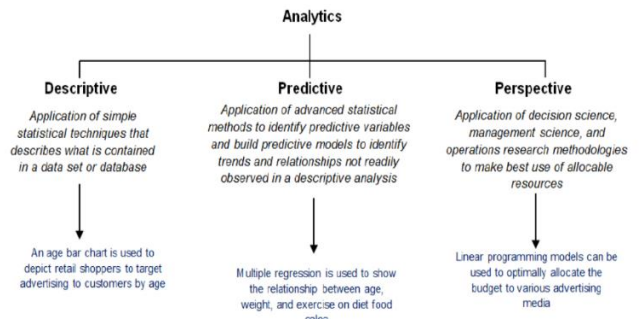 Analytics
Descriptive
Application of simple
statistical techniques that
describes what is contained
in a data set or database
An age bar chart is used to
depict retail shoppers to target
advertising to customers by age
Predictive
Application of advanced statistical
methods to identify predictive variables
and build predictive models to identify
trends and relationships not readily
observed in a descriptive analysis
Multiple regression is used to show
the relationship between age,
weight, and exercise on diet food
Perspective
Application of decision science,
management science, and
operations research methodologies
to make best use of allocable
resources
Linear programming models can be
used to optimally allocate the
budget to various advertising
media